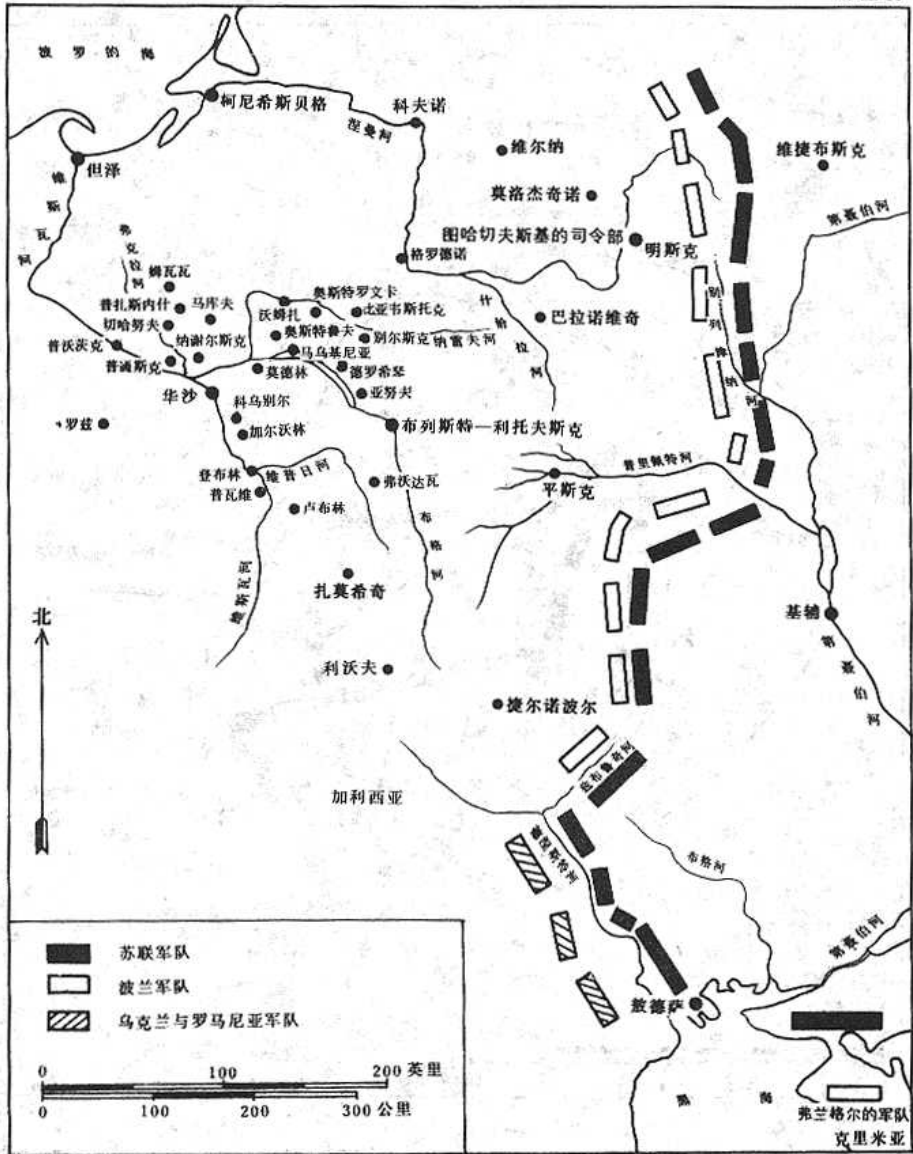 波罗的海
柯尼希斯贝格
科夫诺
涅曼河
维尔纳
维捷布斯克
但泽
莫洛杰奇诺
维斯瓦河
弗克拉河
第聂伯河
图哈切夫斯基的司令部
明斯克
格罗德诺
姆瓦瓦
奥斯特罗文卡
什恰拉河
普扎斯内什
马库夫
沃姆扎
比亚韦斯托克
巴拉诺维奇
别列津纳河
切哈努夫
奥斯特鲁夫
别尔斯克
纳雷夫河
普沃茨克
纳谢尔斯克
马乌基尼亚
普涌斯克
莫德林
德罗希琴
华沙
亚努夫
科乌别尔
罗兹
加尔沃林
布列斯特—利托夫斯克
登布林
维普日河
弗沃达瓦
普里佩特河
平斯克
普瓦维
卢布林
布格河
维斯瓦河
扎莫希奇
北
基辅
第聂伯河
利沃夫
捷尔诺波尔
兹布鲁奇河
加利西亚
德涅斯特河
布格河
苏联军队
第聂伯河
波兰军队
敖德萨
乌克兰与罗马尼亚军队
0 100 200 英里
0 100 200 300 公里
黑海
弗兰格尔的军队
克里米亚